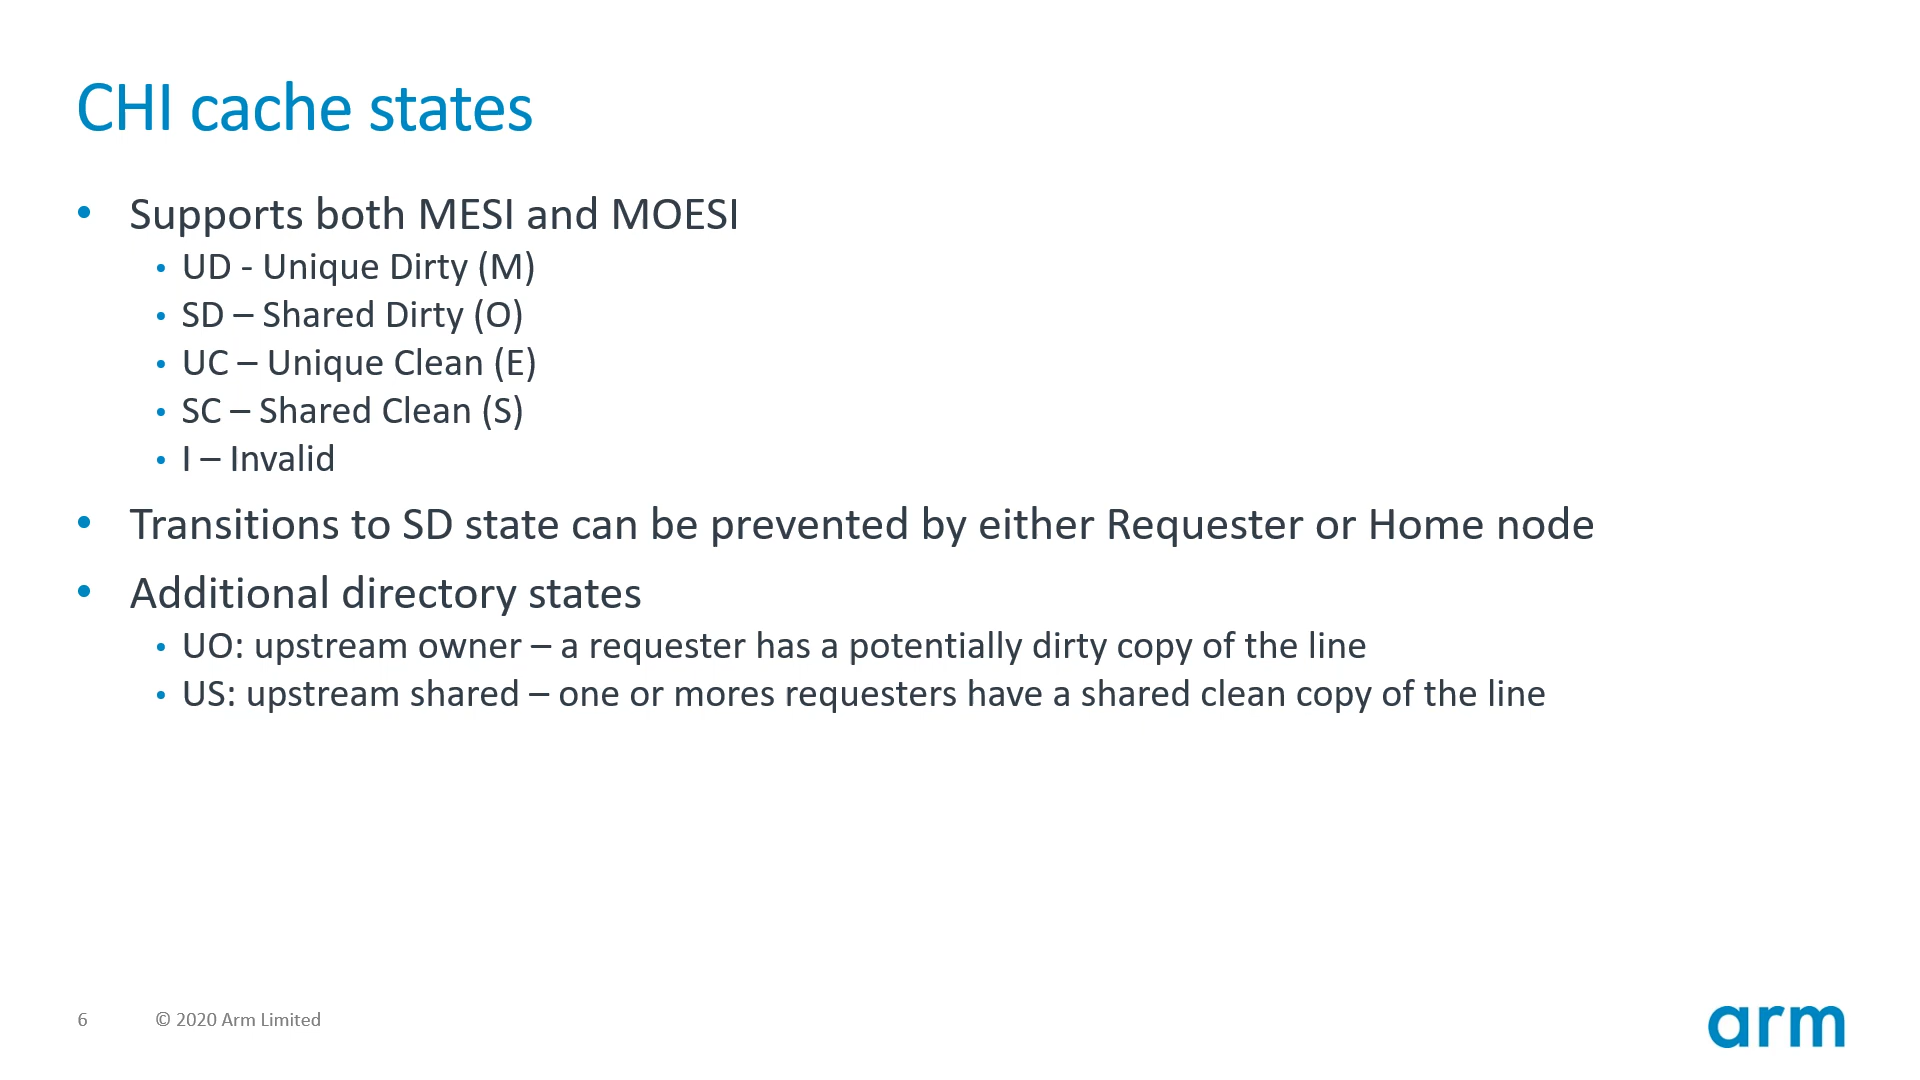 CHI cache states
• Supports both MESI and MOESI
• UD - Unique Dirty (M)
• SD – Shared Dirty (O)
• UC – Unique Clean (E)
• SC – Shared Clean (S)
• I – Invalid
• Transitions to SD state can be prevented by either Requester or Home node
• Additional directory states
• UO: upstream owner – a requester has a potentially dirty copy of the line
• US: upstream shared – one or mores requesters have a shared clean copy of the line
6 © 2020 Arm Limited
arm